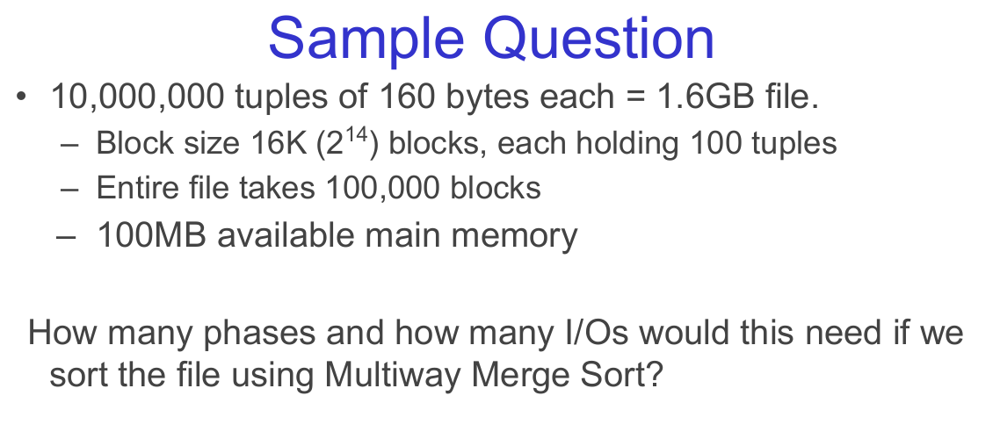 Sample Question
• 10,000,000 tuples of 160 bytes each = 1.6GB file.
– Block size 16K (2¹⁴) blocks, each holding 100 tuples
– Entire file takes 100,000 blocks
– 100MB available main memory
How many phases and how many I/Os would this need if we
sort the file using Multiway Merge Sort?